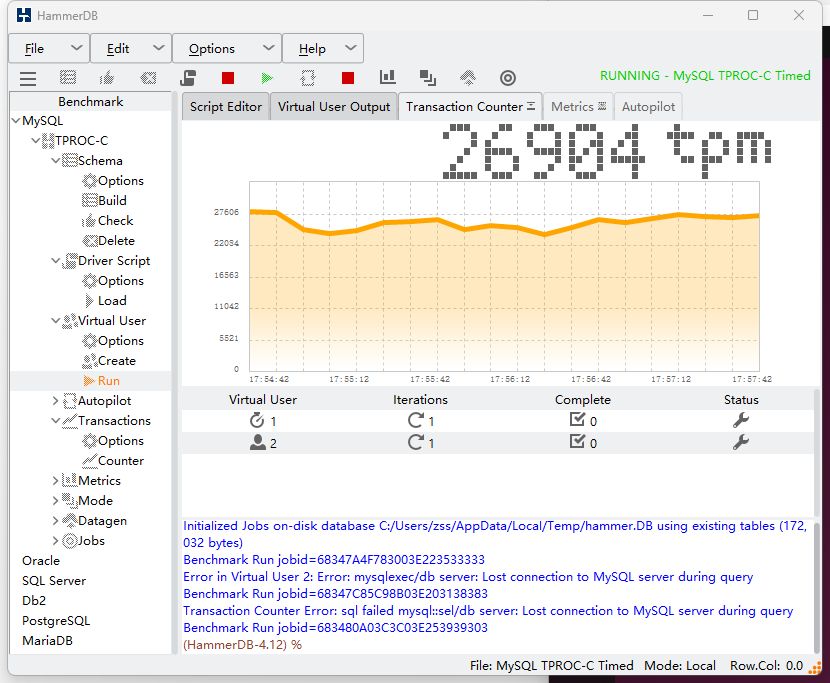 HammerDB
File Edit Options Help
RUNNING - MySQL TPROC-C Timed
Benchmark
MySQL
TPROC-C
Schema
Options
Build
Check
Delete
Driver Script
Options
Load
Virtual User
Options
Create
Run
Autopilot
Transactions
Options
Counter
Metrics
Mode
Datagen
Jobs
Oracle
SQL Server
Db2
PostgreSQL
MariaDB
Script Editor Virtual User Output Transaction Counter Metrics Autopilot
26904 tpm
27606
22084
16563
11042
5521
0
17:54:42 17:55:12 17:55:42 17:56:12 17:56:42 17:57:12 17:57:42
Virtual User Iterations Complete Status
1 1 0
2 1 0
Initialized Jobs on-disk database C:/Users/zss/AppData/Local/Temp/hammer.DB using existing tables (172,
032 bytes)
Benchmark Run jobid=68347A4F783003E223533333
Error in Virtual User 2: Error: mysqlexec/db server: Lost connection to MySQL server during query
Benchmark Run jobid=68347C85C98B03E203138383
Transaction Counter Error: sql failed mysql::sel/db server: Lost connection to MySQL server during query
Benchmark Run jobid=683480A03C3C03E253939303
(HammerDB-4.12) %
File: MySQL TPROC-C Timed Mode: Local Row.Col: 0.0